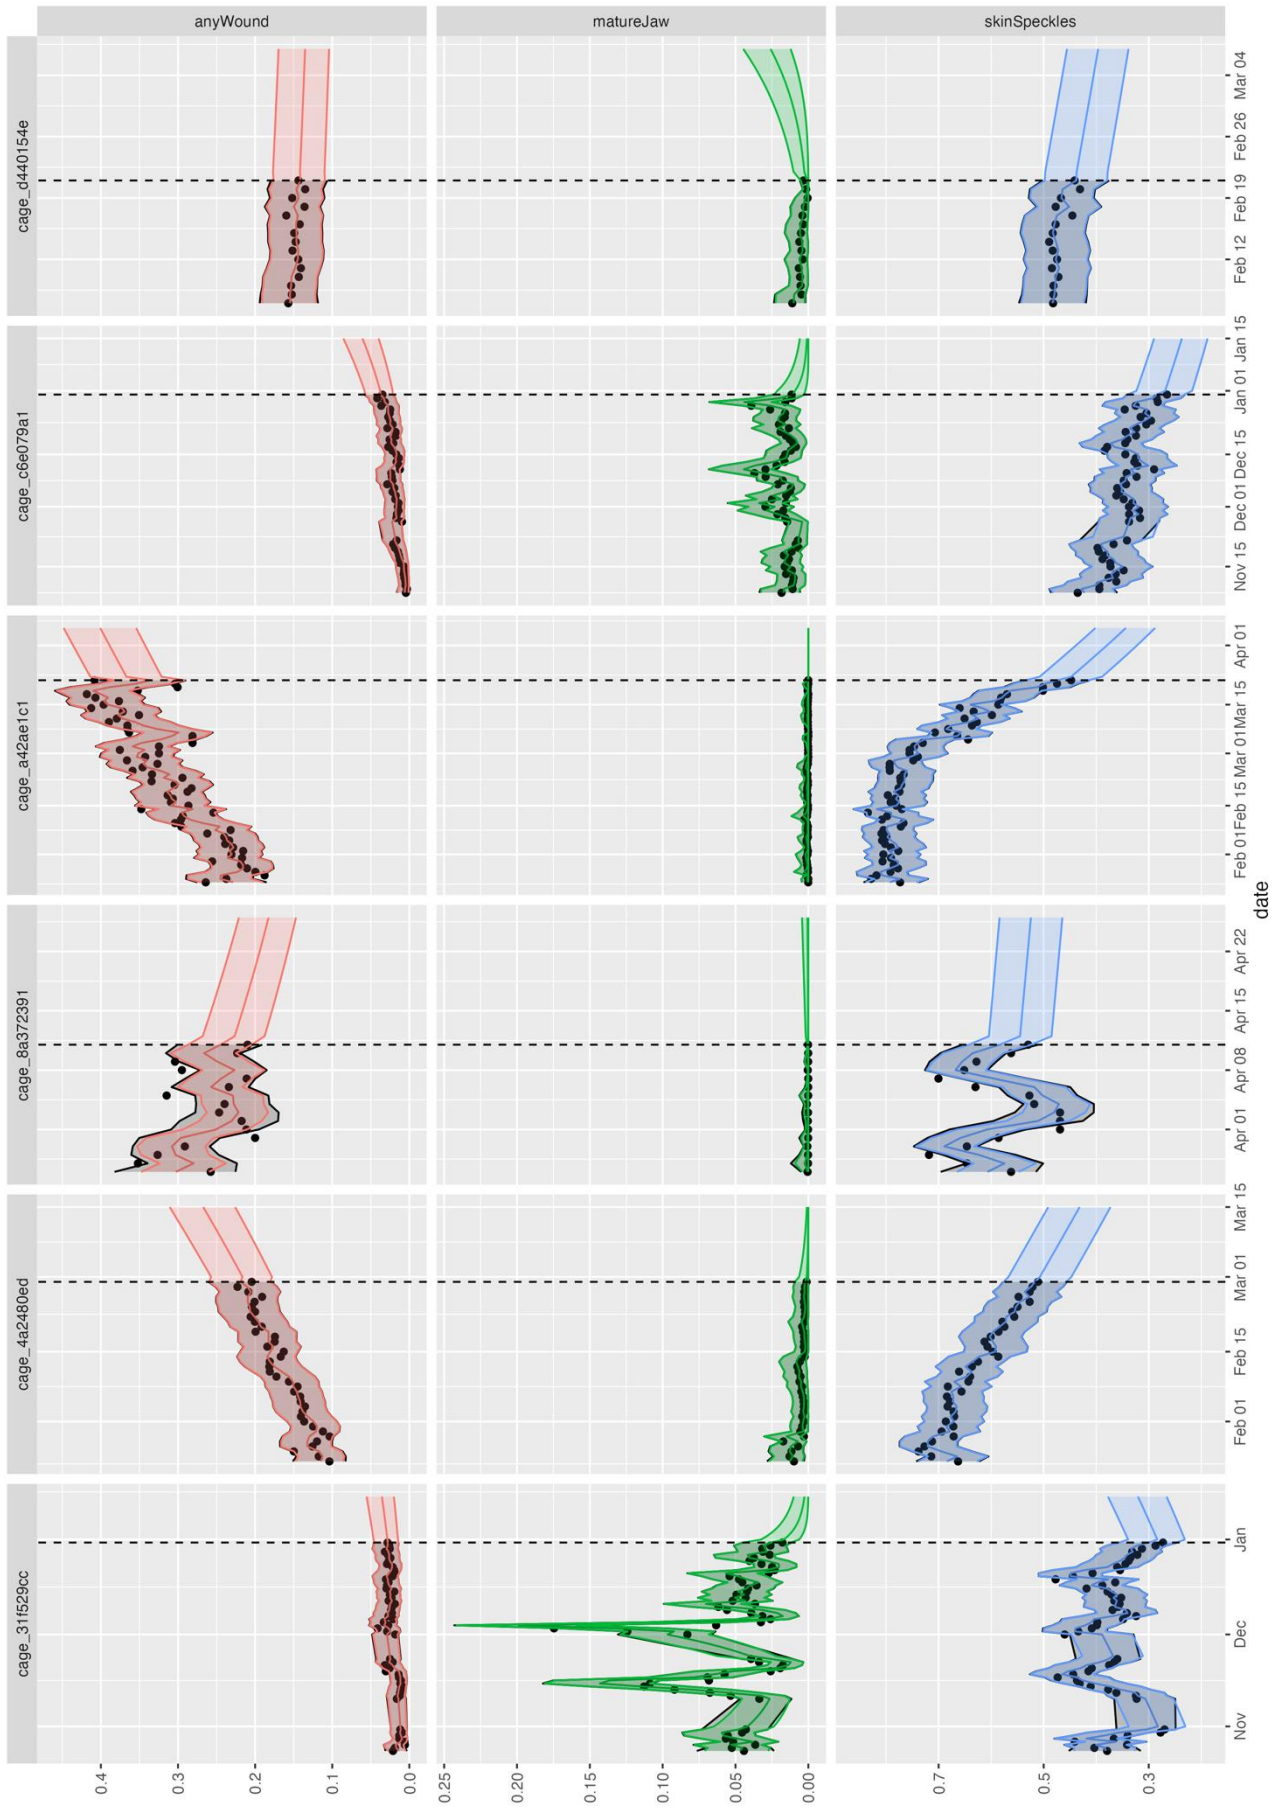 cage_31f529cc
cage_4a2480ed
cage_8a372391
cage_a42ae1c1
cage_c6e079a1
cage_d440154e
0.4
0.3
0.2
0.1
0.0
anyWound
0.25
0.20
0.15
0.10
0.05
0.00
matureJaw
0.7
0.5
0.3
skinSpeckles
Nov
Dec
Jan
Feb 01
Feb 15
Mar 01
Mar 15
Apr 01
Apr 08
Apr 15
Apr 22
Feb 01
Feb 15
Mar 01
Mar 15
Apr 01
Nov 15
Dec 01
Dec 15
Jan 01
Jan 15
Feb 12
Feb 19
Feb 26
Mar 04
date